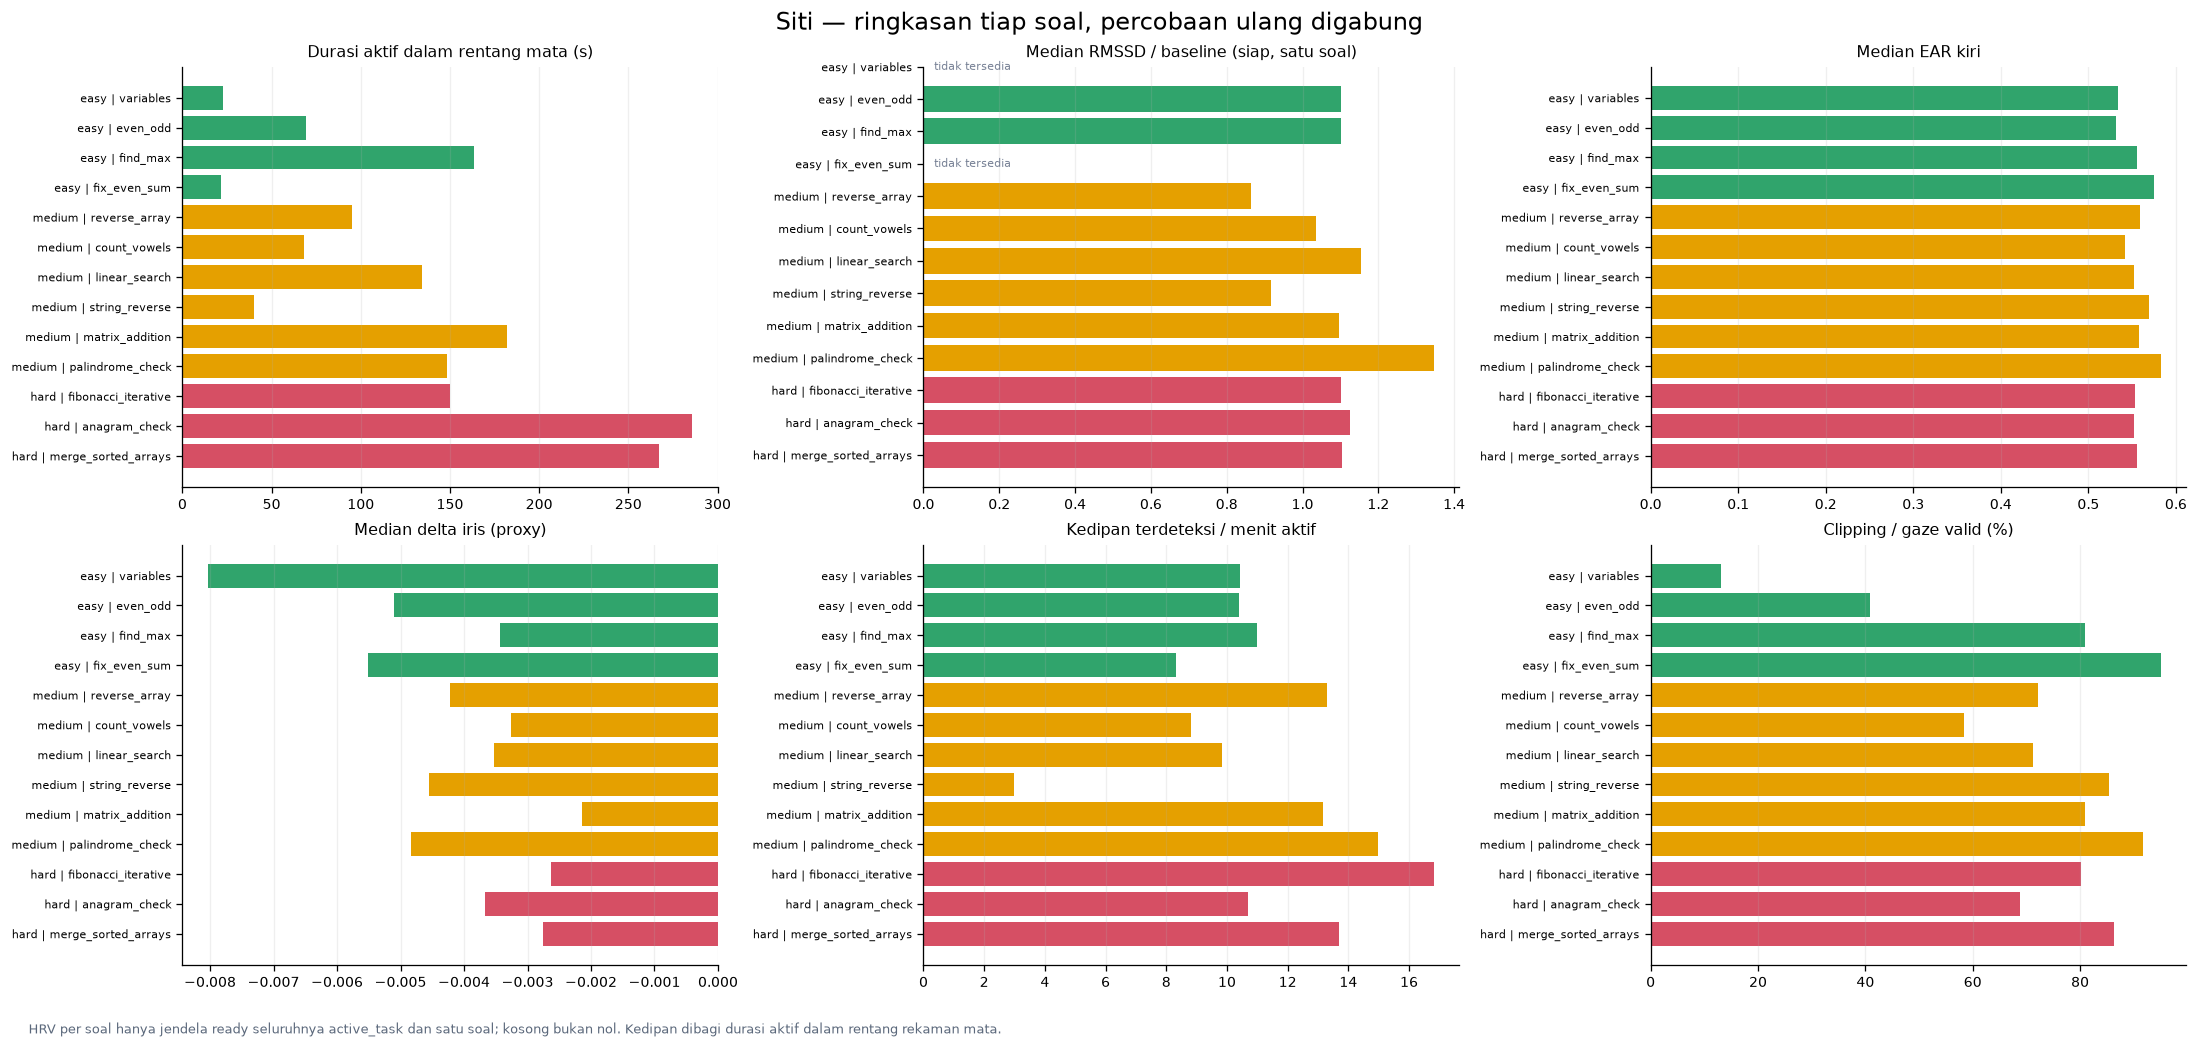 Siti — ringkasan tiap soal, percobaan ulang digabung
Durasi aktif dalam rentang mata (s)
easy | variables
easy | even_odd
easy | find_max
easy | fix_even_sum
medium | reverse_array
medium | count_vowels
medium | linear_search
medium | string_reverse
medium | matrix_addition
medium | palindrome_check
hard | fibonacci_iterative
hard | anagram_check
hard | merge_sorted_arrays
0 50 100 150 200 250 300
Median RMSSD / baseline (siap, satu soal)
easy | variables tidak tersedia
easy | even_odd
easy | find_max
easy | fix_even_sum tidak tersedia
medium | reverse_array
medium | count_vowels
medium | linear_search
medium | string_reverse
medium | matrix_addition
medium | palindrome_check
hard | fibonacci_iterative
hard | anagram_check
hard | merge_sorted_arrays
0.0 0.2 0.4 0.6 0.8 1.0 1.2 1.4
Median EAR kiri
easy | variables
easy | even_odd
easy | find_max
easy | fix_even_sum
medium | reverse_array
medium | count_vowels
medium | linear_search
medium | string_reverse
medium | matrix_addition
medium | palindrome_check
hard | fibonacci_iterative
hard | anagram_check
hard | merge_sorted_arrays
0.0 0.1 0.2 0.3 0.4 0.5 0.6
Median delta iris (proxy)
easy | variables
easy | even_odd
easy | find_max
easy | fix_even_sum
medium | reverse_array
medium | count_vowels
medium | linear_search
medium | string_reverse
medium | matrix_addition
medium | palindrome_check
hard | fibonacci_iterative
hard | anagram_check
hard | merge_sorted_arrays
−0.008 −0.007 −0.006 −0.005 −0.004 −0.003 −0.002 −0.001 0.000
Kedipan terdeteksi / menit aktif
easy | variables
easy | even_odd
easy | find_max
easy | fix_even_sum
medium | reverse_array
medium | count_vowels
medium | linear_search
medium | string_reverse
medium | matrix_addition
medium | palindrome_check
hard | fibonacci_iterative
hard | anagram_check
hard | merge_sorted_arrays
0 2 4 6 8 10 12 14 16
Clipping / gaze valid (%)
easy | variables
easy | even_odd
easy | find_max
easy | fix_even_sum
medium | reverse_array
medium | count_vowels
medium | linear_search
medium | string_reverse
medium | matrix_addition
medium | palindrome_check
hard | fibonacci_iterative
hard | anagram_check
hard | merge_sorted_arrays
0 20 40 60 80
HRV per soal hanya jendela ready seluruhnya active_task dan satu soal; kosong bukan nol. Kedipan dibagi durasi aktif dalam rentang rekaman mata.